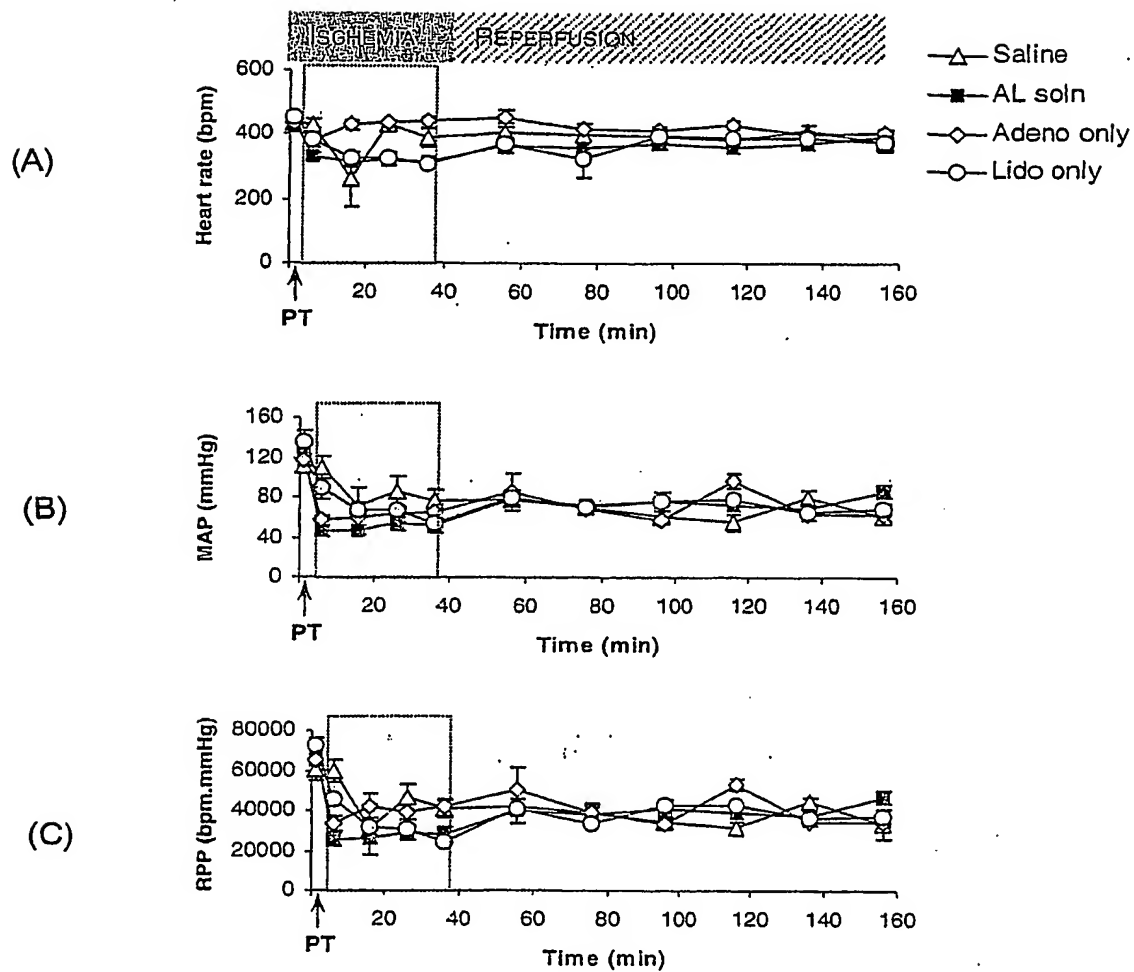 ISCHEMIA REPERFUSION
Saline
AL soln
Adeno only
Lido only
(A)
Heart rate (bpm)
600
400
200
0
20 40 60 80 100 120 140 160
PT
Time (min)
(B)
MAP (mmHg)
160
120
80
40
0
20 40 60 80 100 120 140 160
PT
Time (min)
(C)
RPP (bpm.mmHg)
80000
60000
40000
20000
0
20 40 60 80 100 120 140 160
PT
Time (min)